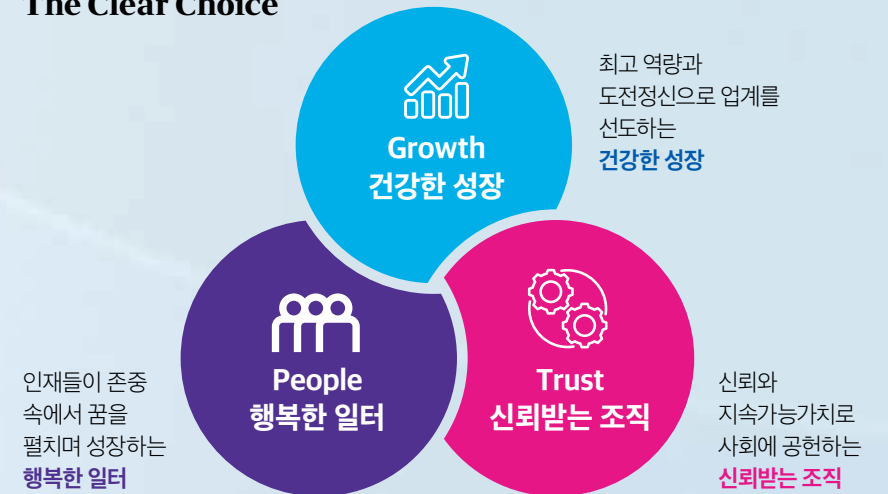 The Clear Choice
Growth
건강한 성장
최고 역량과
도전정신으로 업계를
선도하는
건강한 성장
People
행복한 일터
인재들이 존중
속에서 꿈을
펼치며 성장하는
행복한 일터
Trust
신뢰받는 조직
신뢰와
지속가능가치로
사회에 공헌하는
신뢰받는 조직